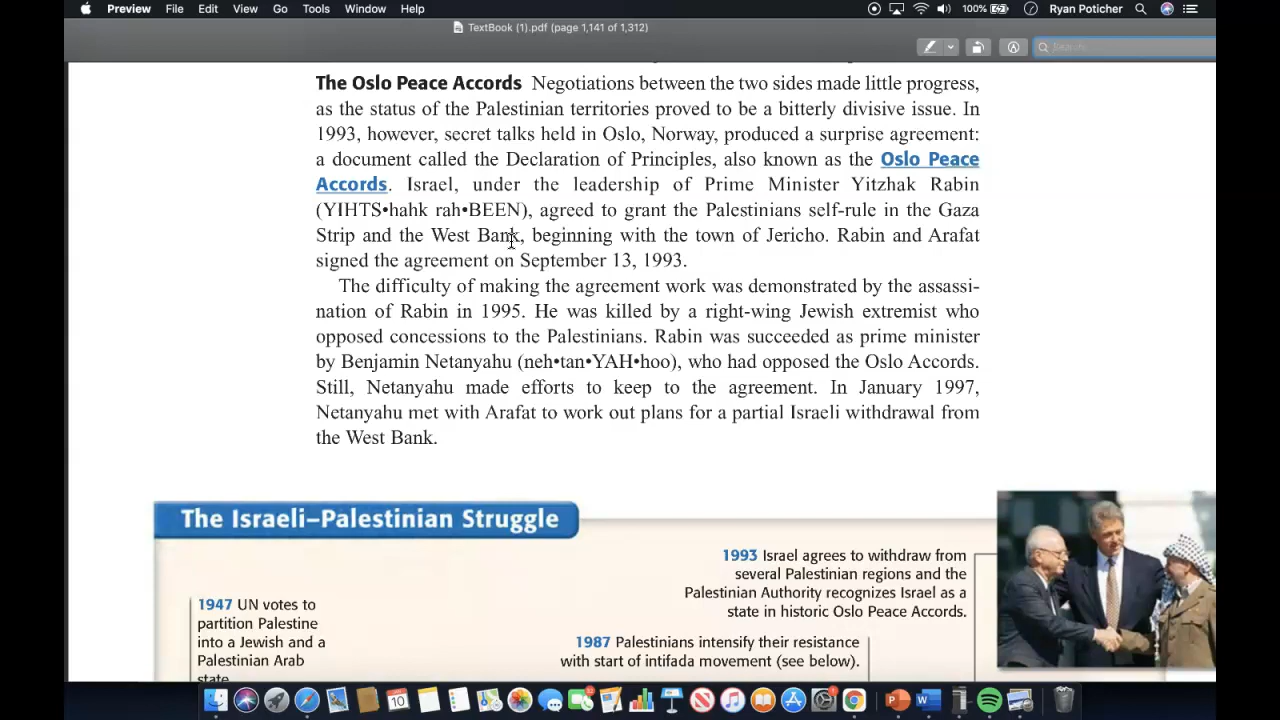 Preview File Edit View Go Tools Window Help 100% Ryan Poticher
TextBook (1).pdf (page 1,141 of 1,312)
Search
The Oslo Peace Accords Negotiations between the two sides made little progress,
as the status of the Palestinian territories proved to be a bitterly divisive issue. In
1993, however, secret talks held in Oslo, Norway, produced a surprise agreement:
a document called the Declaration of Principles, also known as the Oslo Peace
Accords. Israel, under the leadership of Prime Minister Yitzhak Rabin
(YIHTS•hahk rah•BEEN), agreed to grant the Palestinians self-rule in the Gaza
Strip and the West Bank, beginning with the town of Jericho. Rabin and Arafat
signed the agreement on September 13, 1993.
The difficulty of making the agreement work was demonstrated by the assassi-
nation of Rabin in 1995. He was killed by a right-wing Jewish extremist who
opposed concessions to the Palestinians. Rabin was succeeded as prime minister
by Benjamin Netanyahu (neh•tan•YAH•hoo), who had opposed the Oslo Accords.
Still, Netanyahu made efforts to keep to the agreement. In January 1997,
Netanyahu met with Arafat to work out plans for a partial Israeli withdrawal from
the West Bank.
The Israeli–Palestinian Struggle
1993 Israel agrees to withdraw from
several Palestinian regions and the
Palestinian Authority recognizes Israel as a
state in historic Oslo Peace Accords.
1947 UN votes to
partition Palestine
into a Jewish and a
Palestinian Arab
state.
1987 Palestinians intensify their resistance
with start of intifada movement (see below).
10